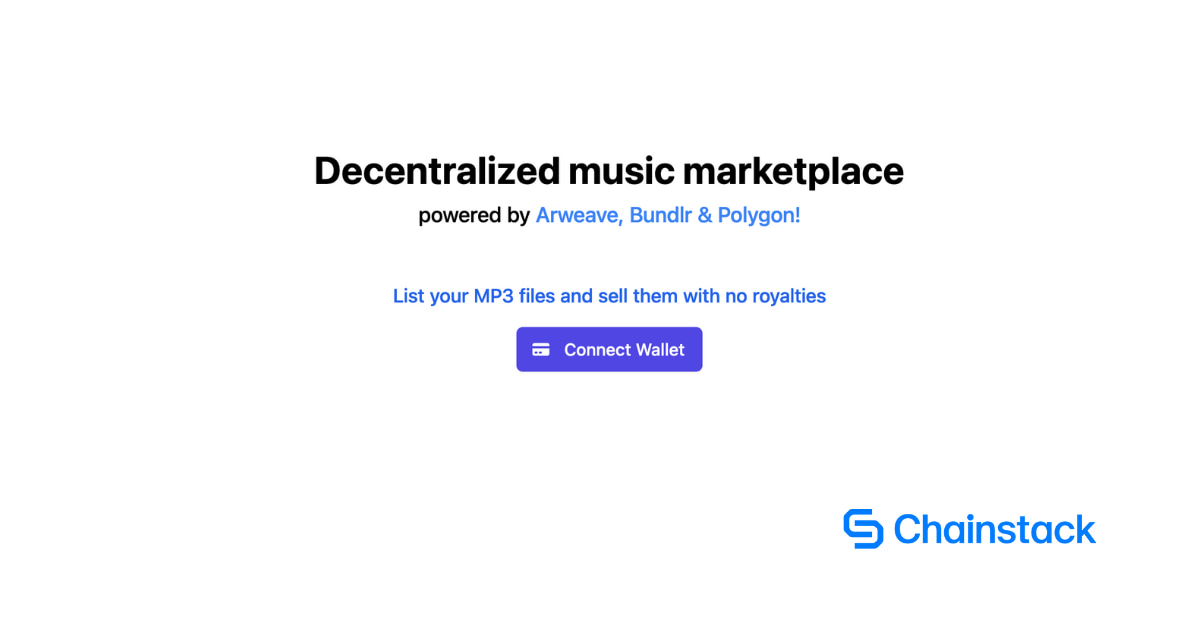 Decentralized music marketplace
powered by Arweave, Bundlr & Polygon!
List your MP3 files and sell them with no royalties
Connect Wallet
Chainstack